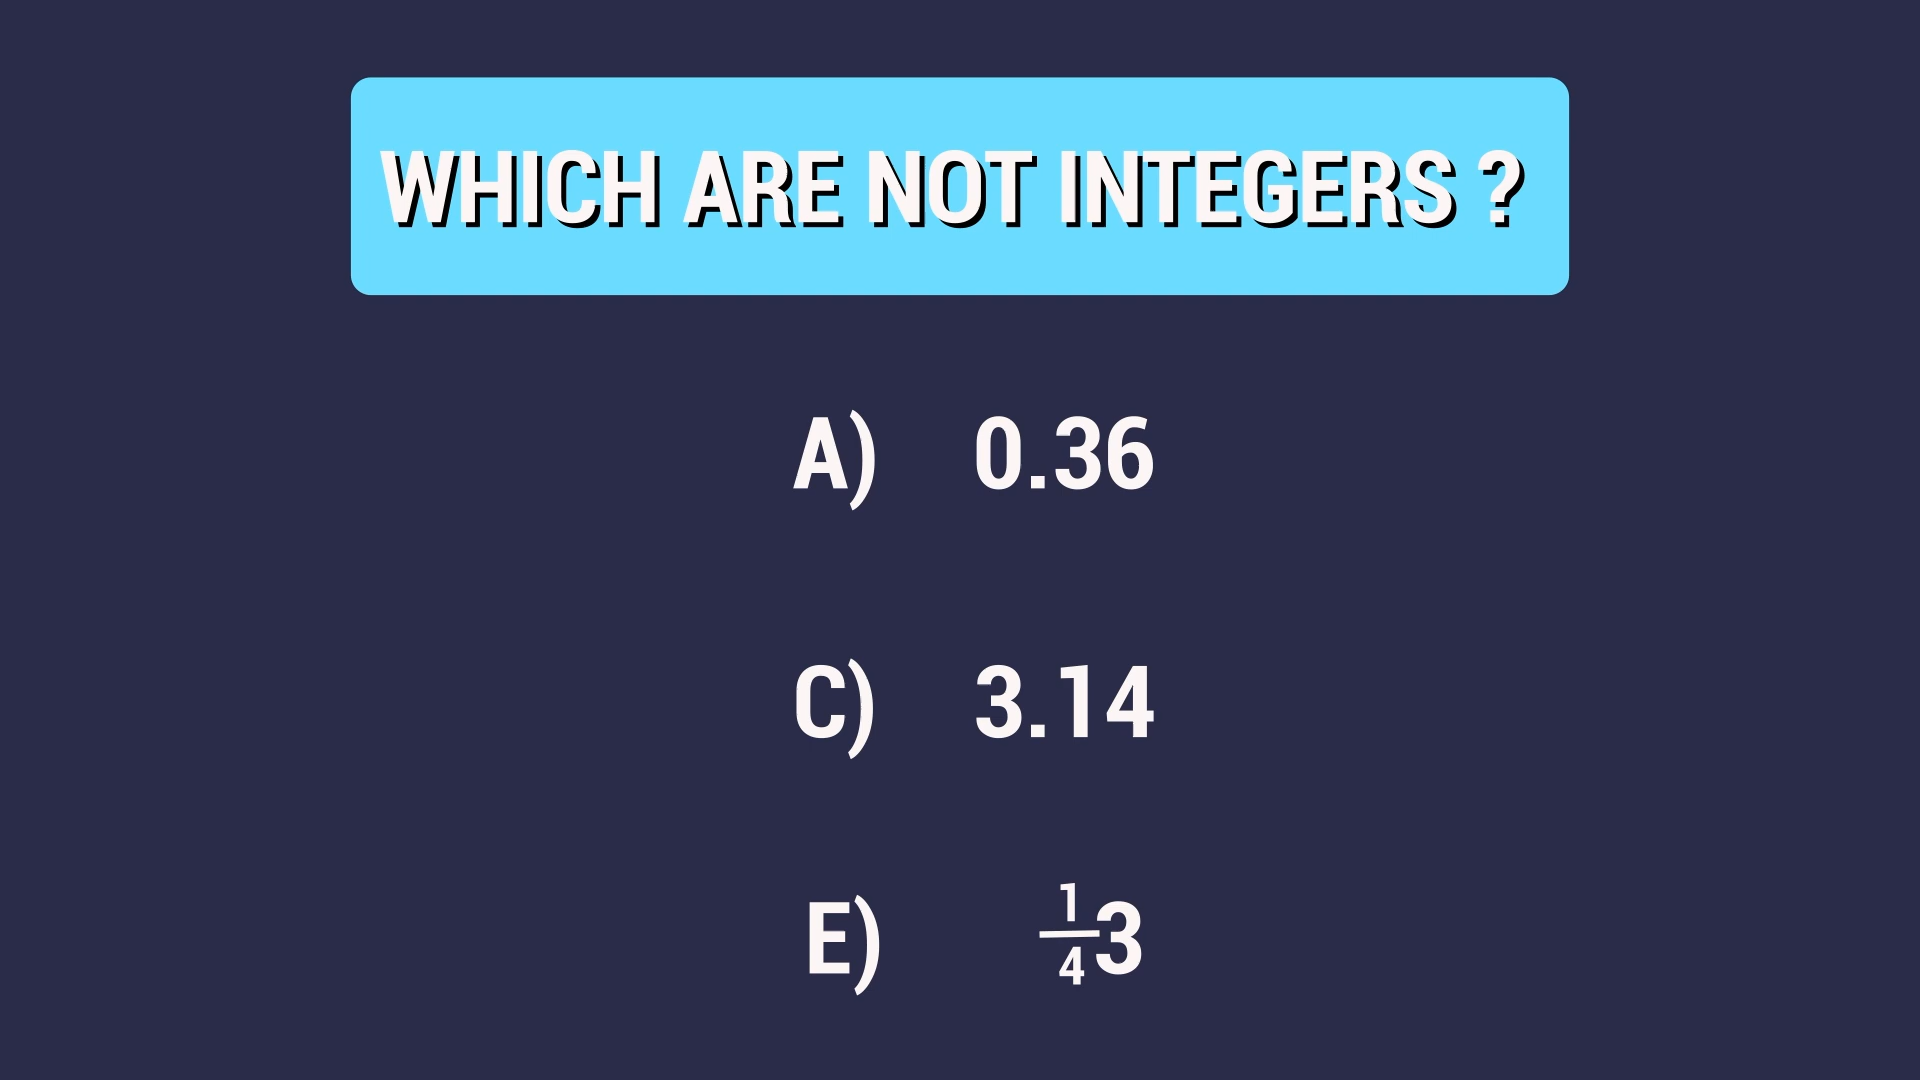 WHICH ARE NOT INTEGERS ?
A) 0.36
C) 3.14
E) 1/4 3